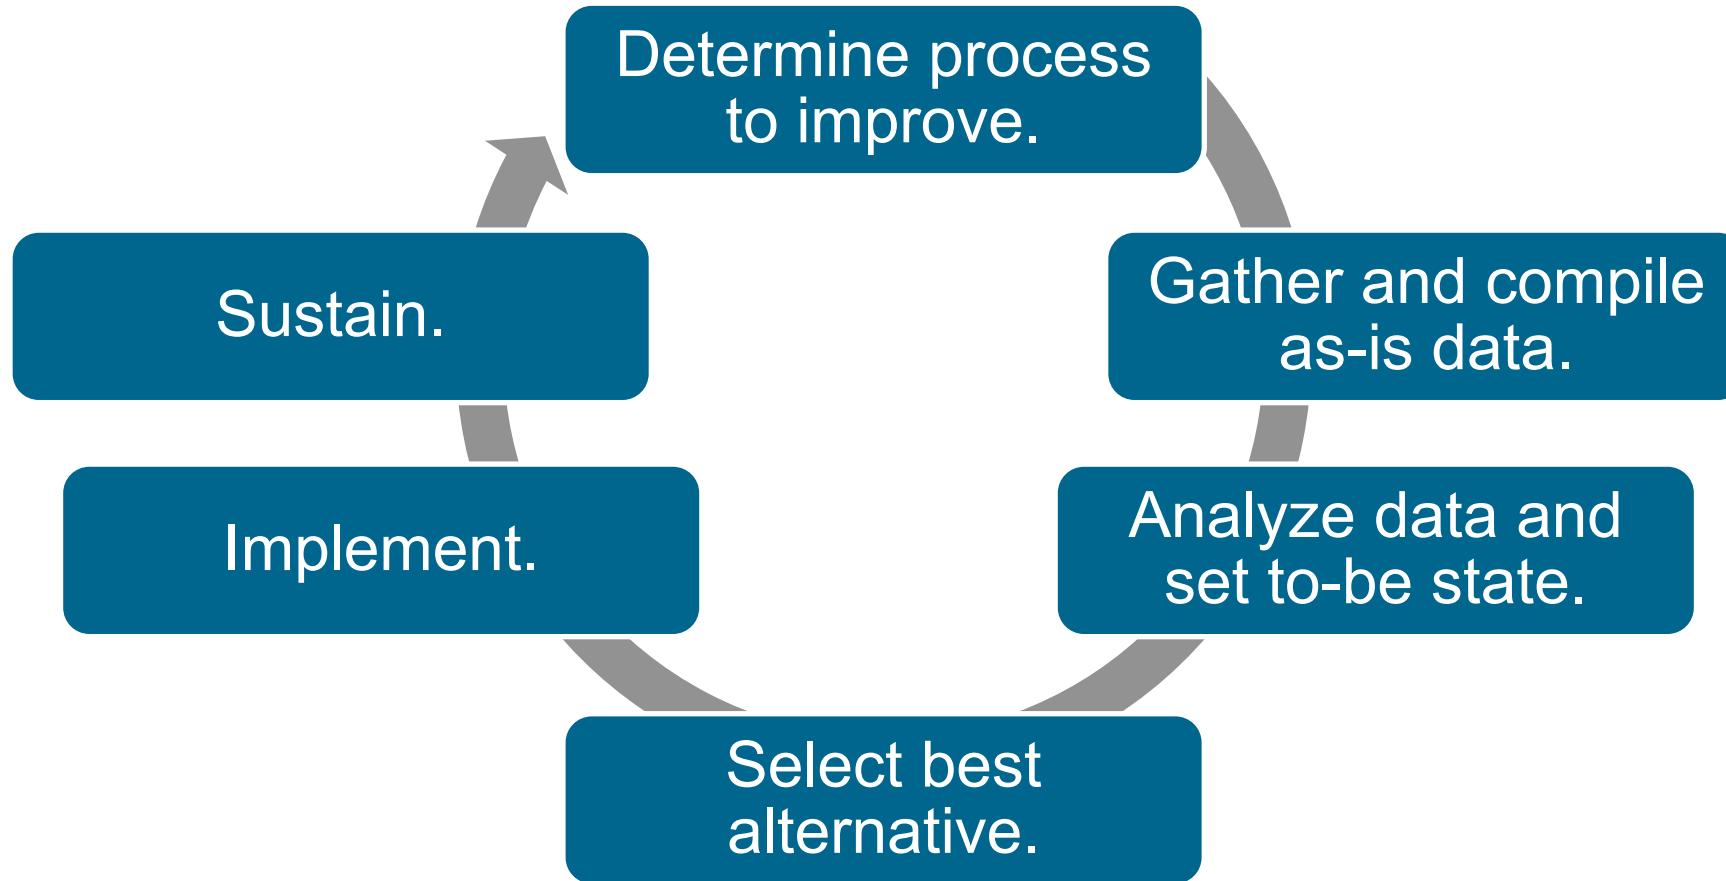 Determine process
to improve.
Gather and compile
as-is data.
Analyze data and
set to-be state.
Select best
alternative.
Implement.
Sustain.